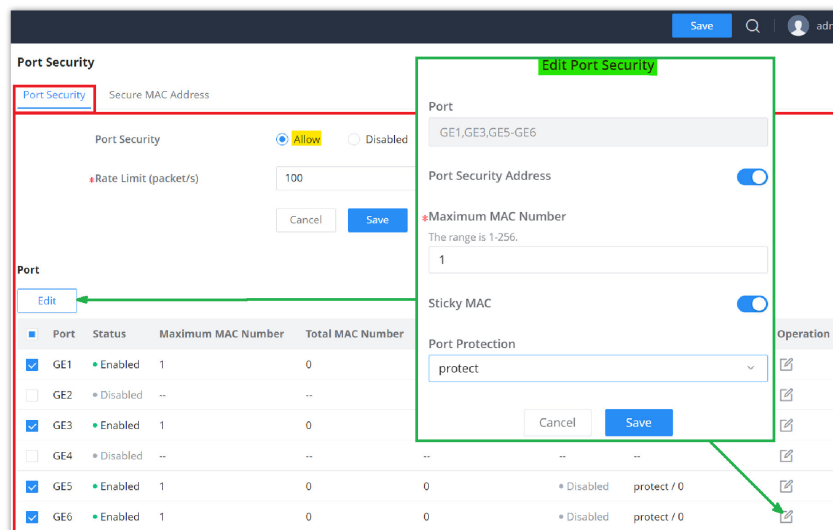 Save
adr
Port Security
Port Security Secure MAC Address
Port Security Allow Disabled
*Rate Limit (packet/s) 100
Cancel Save
Port
Edit
Port Status Maximum MAC Number Total MAC Number Operation
GE1 Enabled 1 0
GE2 Disabled -- --
GE3 Enabled 1 0
GE4 Disabled -- -- -- -- --
GE5 Enabled 1 0 0 Disabled protect / 0
GE6 Enabled 1 0 0 Disabled protect / 0
Edit Port Security
Port
GE1,GE3,GE5-GE6
Port Security Address
*Maximum MAC Number
The range is 1-256.
1
Sticky MAC
Port Protection
protect
Cancel Save